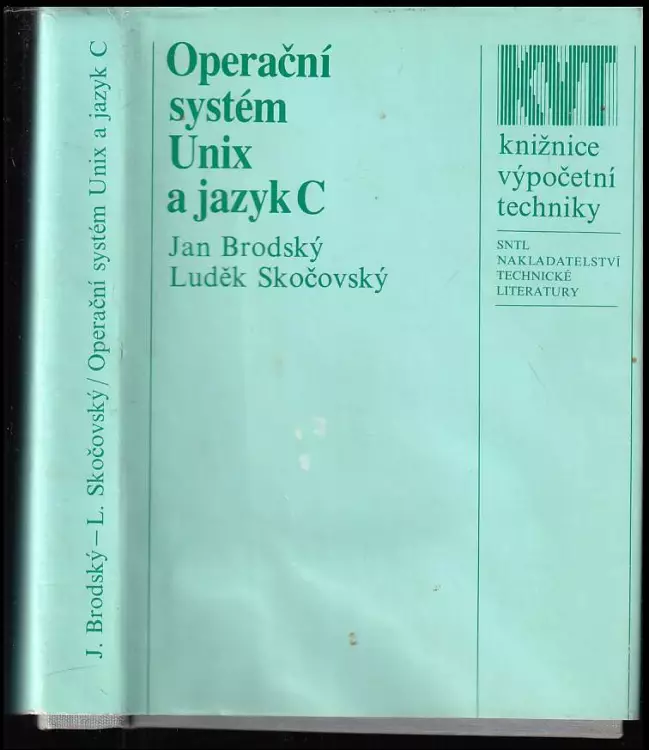 J. Brodský – L. Skočovský / Operační systém Unix a jazyk C
Operační
systém
Unix
a jazyk C
Jan Brodský
Luděk Skočovský
KVT
knižnice
výpočetní
techniky
SNTL
NAKLADATELSTVÍ
TECHNICKÉ
LITERATURY